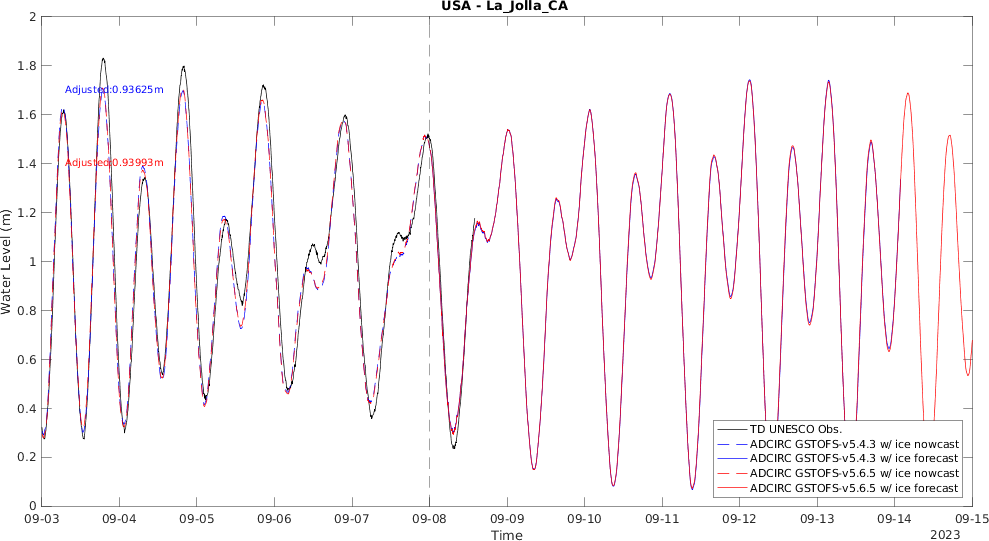 USA - La_Jolla_CA
2
1.8
1.6
1.4
1.2
1
0.8
0.6
0.4
0.2
0
Water Level (m)
Adjusted:0.93625m
Adjusted:0.93993m
TD UNESCO Obs.
ADCIRC GSTOFS-v5.4.3 w/ ice nowcast
ADCIRC GSTOFS-v5.4.3 w/ ice forecast
ADCIRC GSTOFS-v5.6.5 w/ ice nowcast
ADCIRC GSTOFS-v5.6.5 w/ ice forecast
09-03 09-04 09-05 09-06 09-07 09-08 09-09 09-10 09-11 09-12 09-13 09-14 09-15
Time
2023